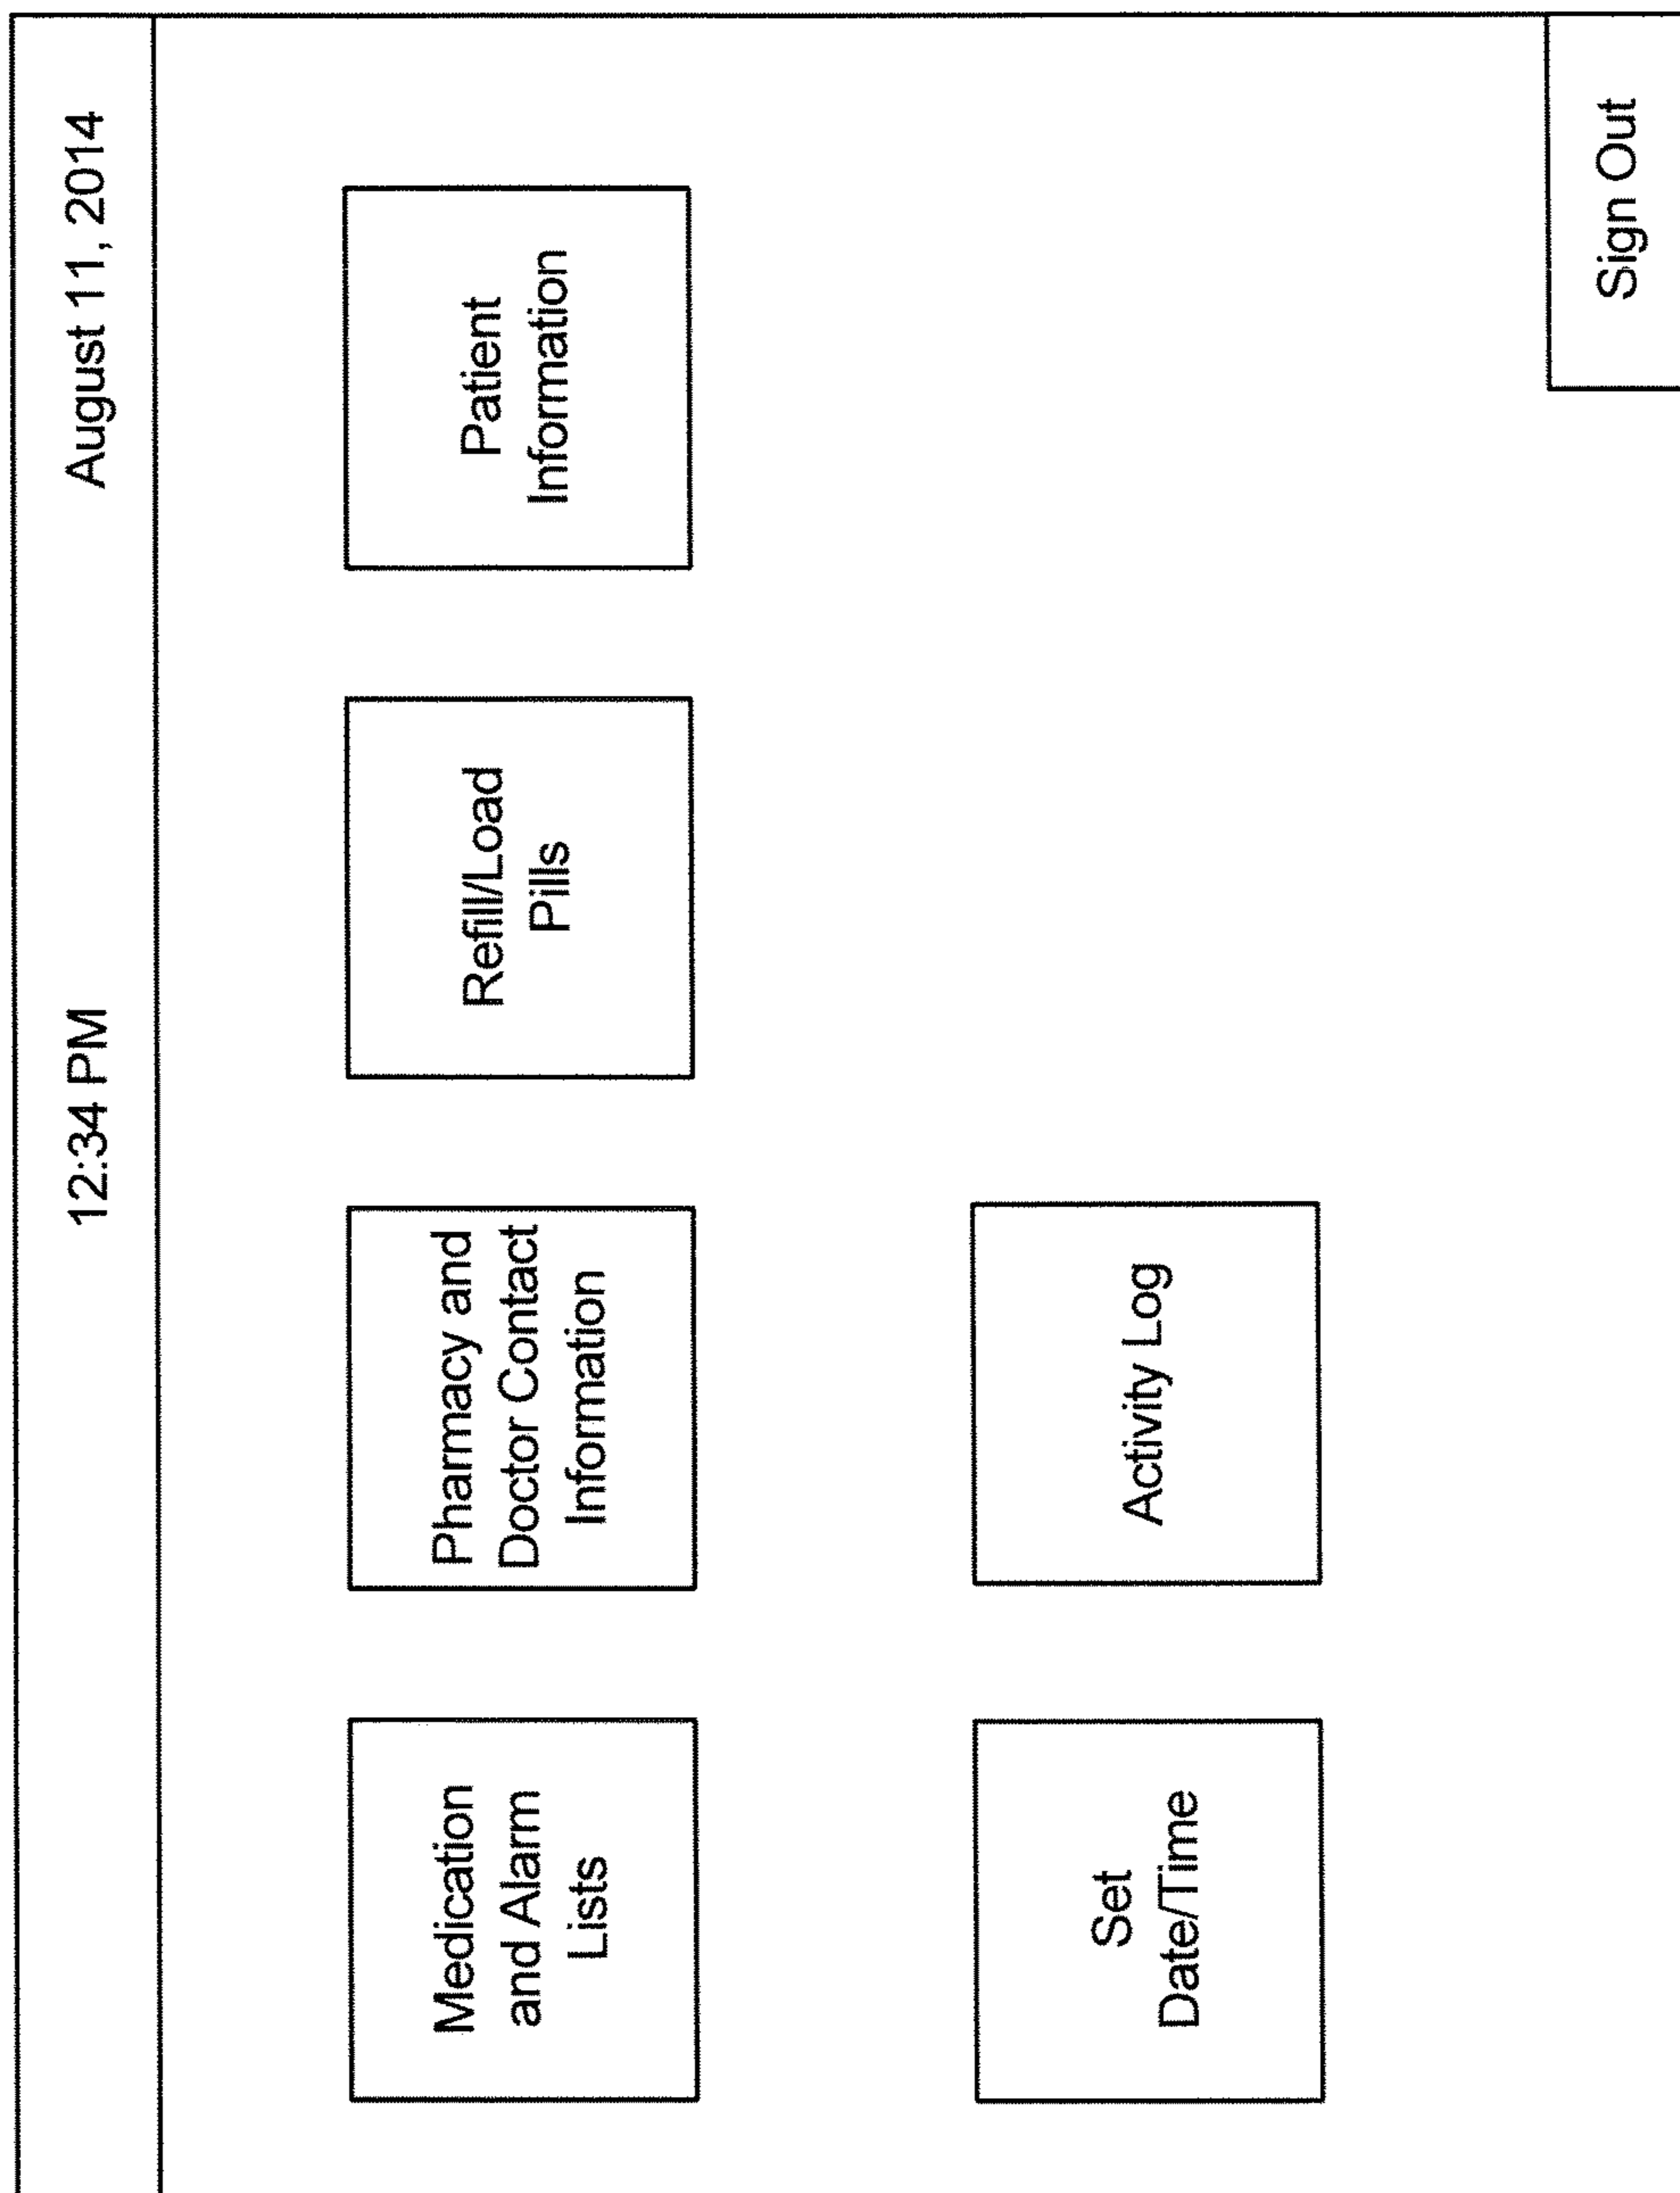 12:34 PM
August 11, 2014
Medication
and Alarm
Lists
Pharmacy and
Doctor Contact
Information
Refill/Load
Pills
Patient
Information
Set
Date/Time
Activity Log
Sign Out